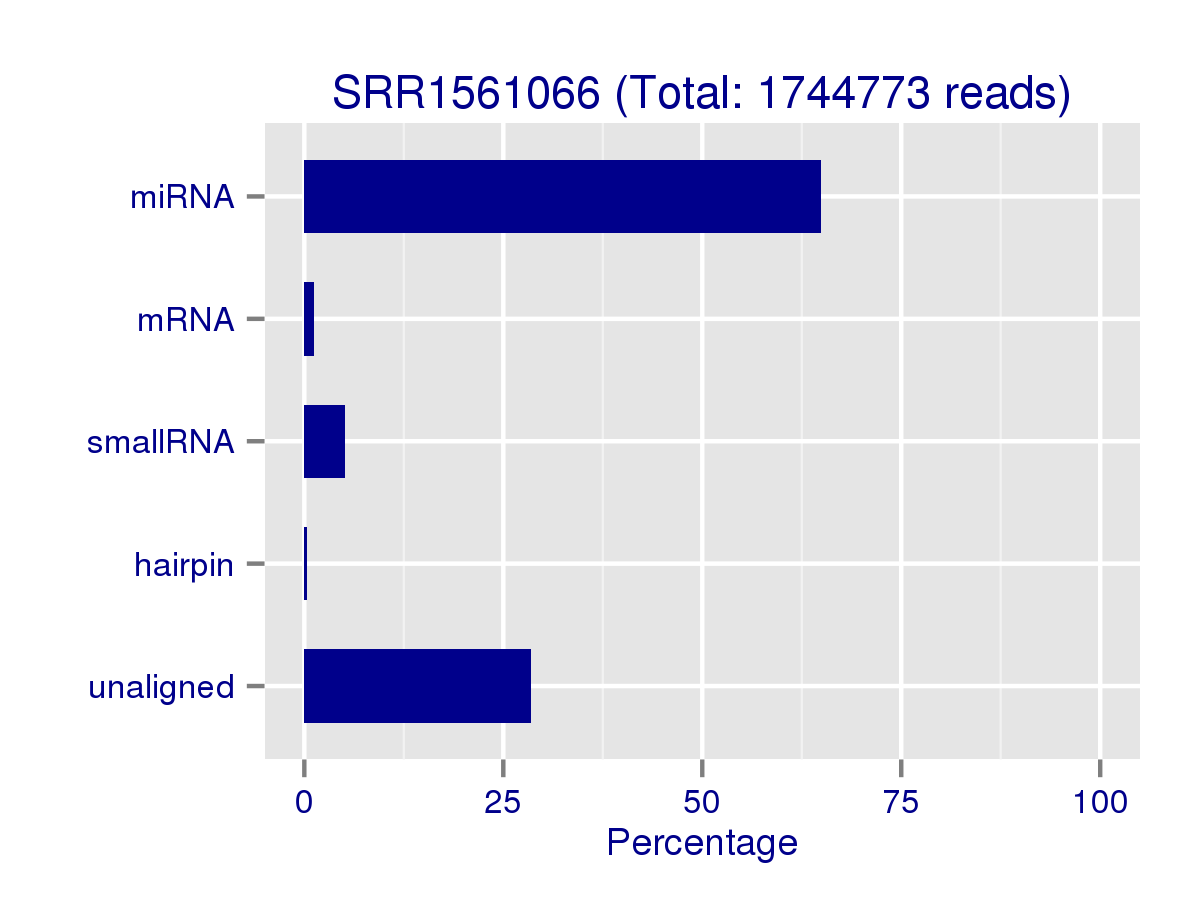 SRR1561066 (Total: 1744773 reads)
miRNA
mRNA
smallRNA
hairpin
unaligned
0 25 50 75 100
Percentage